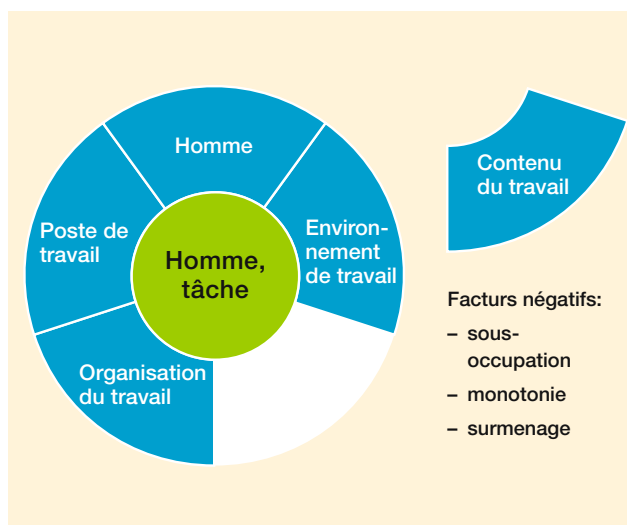 Homme
Poste de
travail
Environ-
nement
de travail
Homme,
tâche
Organisation
du travail
Contenu
du travail
Facturs négatifs:
– sous-
occupation
– monotonie
– surmenage